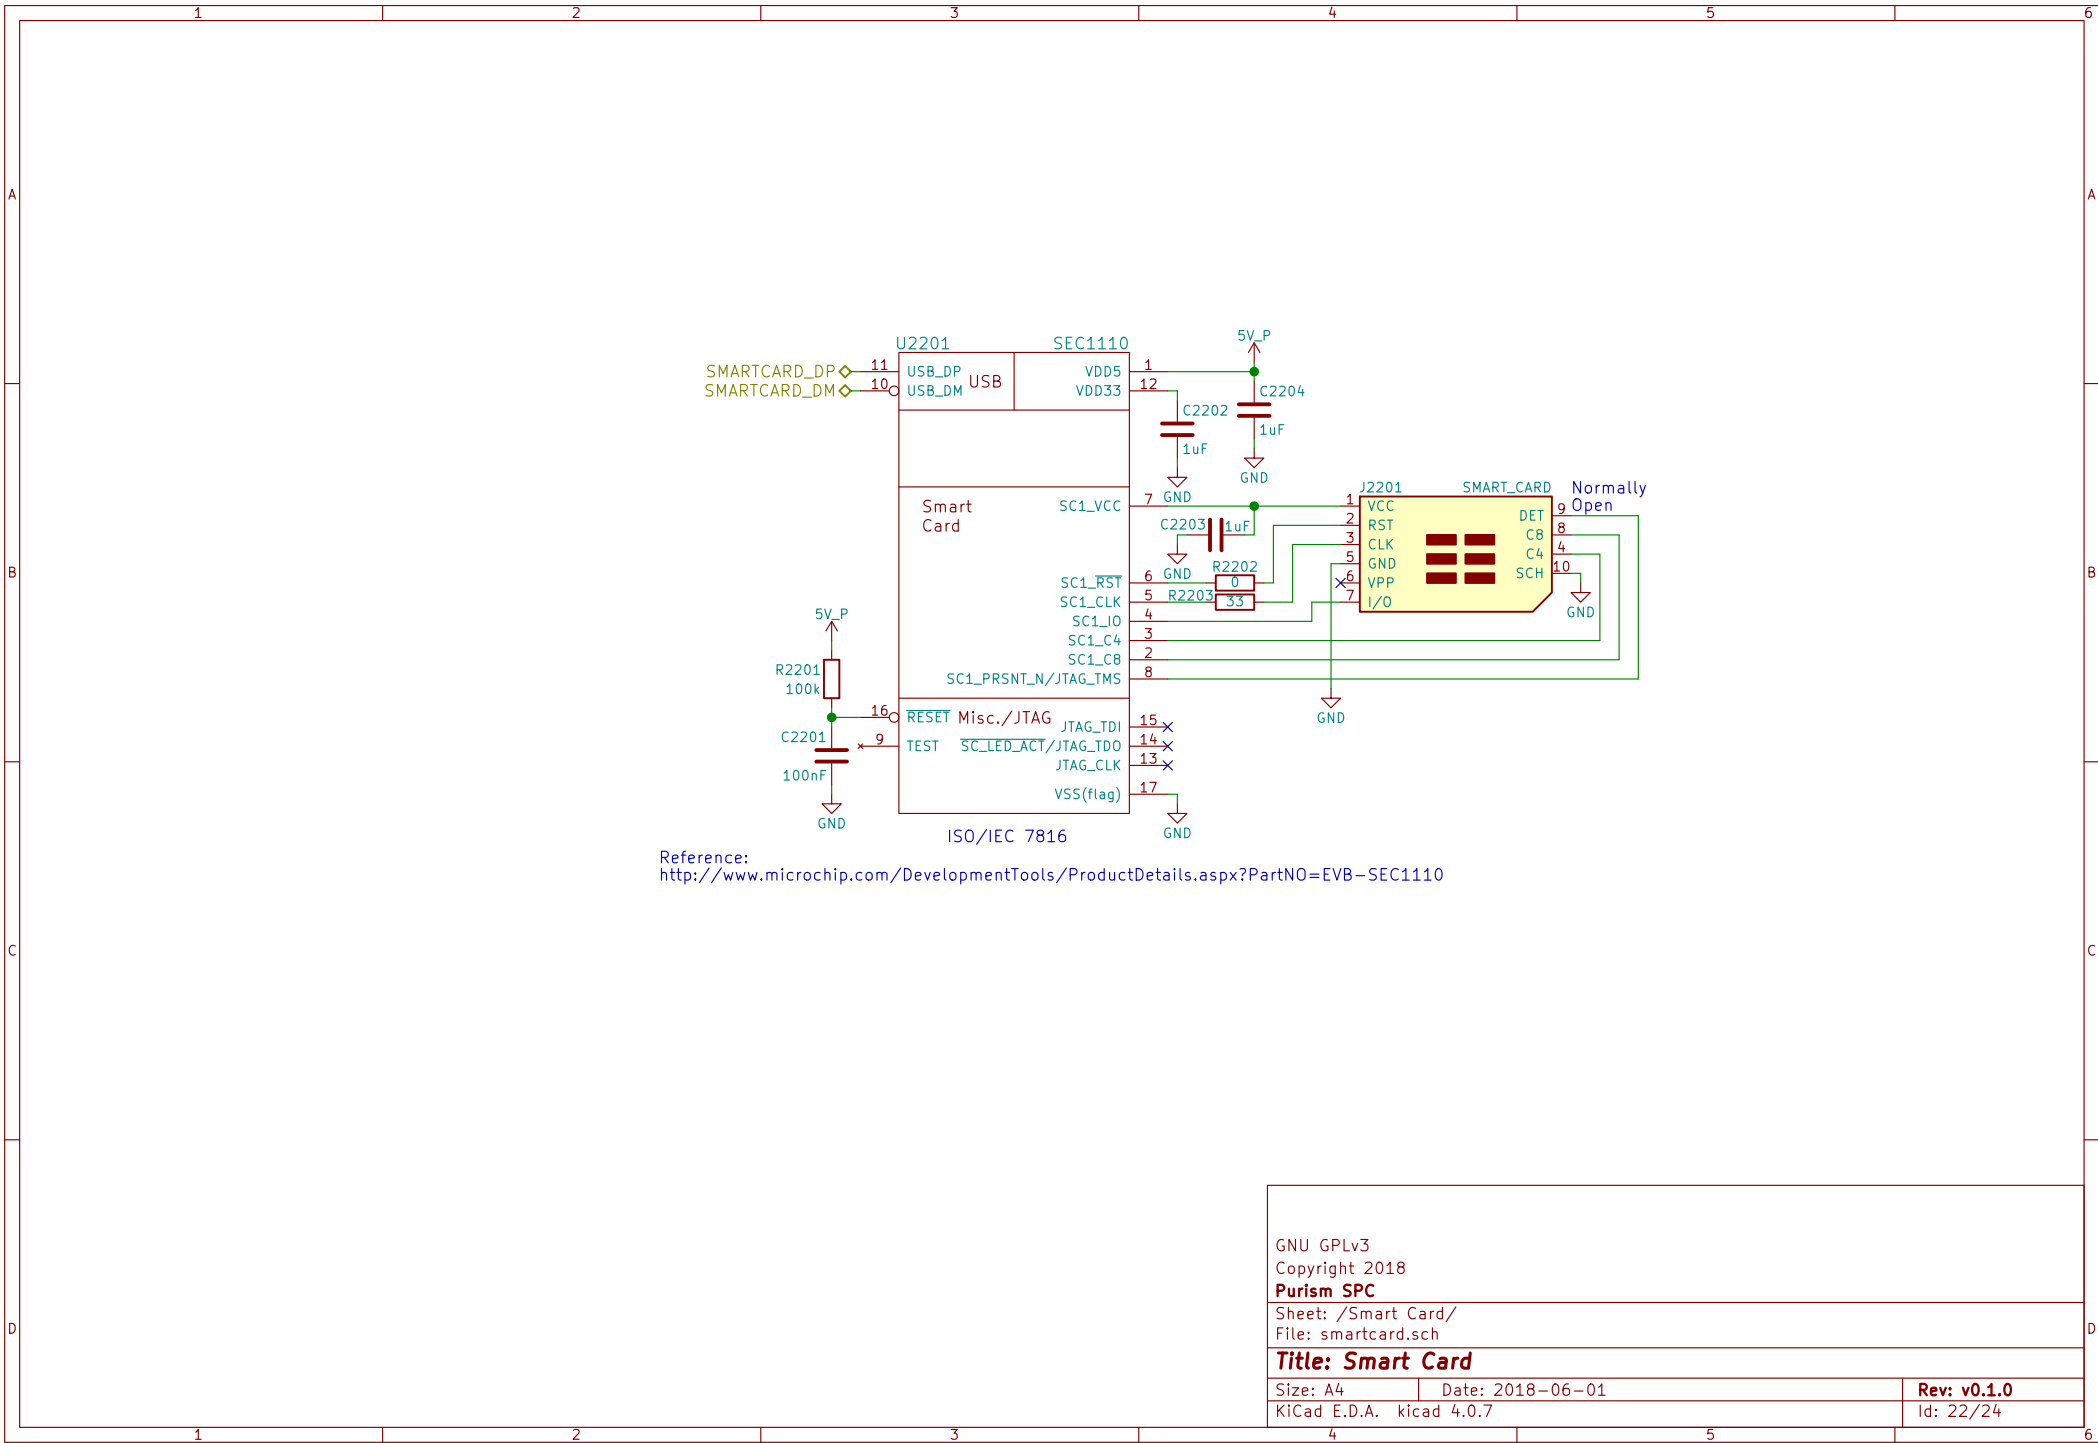 1 2 3 4 5 6
A A
B B
C C
D D
5V_P
U2201 SEC1110
SMARTCARD_DP 11 USB_DP USB VDD5 1
SMARTCARD_DM 10 USB_DM VDD33 12
C2204
1uF
GND
C2202
1uF
GND
Smart
Card
SC1_VCC 7
C2203 1uF
GND
R2202
SC1_RST 6 0
R2203
SC1_CLK 5 33
SC1_IO 4
SC1_C4 3
SC1_C8 2
SC1_PRSNT_N/JTAG_TMS 8
J2201 SMART_CARD
Normally
Open
1 VCC
2 RST
3 CLK
5 GND
6 VPP
7 I/O
DET 9
C8 8
C4 4
SCH 10
GND
GND
5V_P
R2201
100k
16 RESET Misc./JTAG
C2201
100nF
GND
9 TEST
JTAG_TDI 15
SC_LED_ACT/JTAG_TDO 14
JTAG_CLK 13
VSS(flag) 17
GND
ISO/IEC 7816
Reference:
http://www.microchip.com/DevelopmentTools/ProductDetails.aspx?PartNO=EVB-SEC1110
GNU GPLv3
Copyright 2018
Purism SPC
Sheet: /Smart Card/
File: smartcard.sch
Title: Smart Card
Size: A4 Date: 2018-06-01 Rev: v0.1.0
KiCad E.D.A. kicad 4.0.7 Id: 22/24
1 2 3 4 5 6